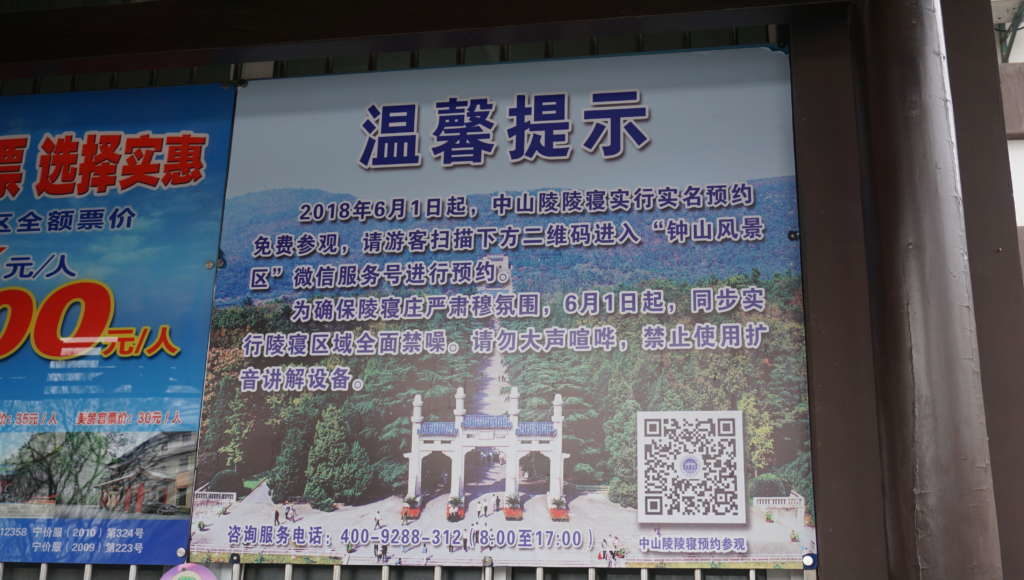 票 选择实惠
区全额票价
元/人
00元/人
价: 35元 / 人 美龄宫票价: 30元 / 人
12358 宁价服（2010）第324号
宁价服（2009）第223号
温馨提示
2018年6月1日起，中山陵陵寝实行实名预约
免费参观，请游客扫描下方二维码进入“钟山风景
区”微信服务号进行预约。
为确保陵寝庄严肃穆氛围，6月1日起，同步实
行陵寝区域全面禁噪。请勿大声喧哗，禁止使用扩
音讲解设备。
咨询服务电话：400-9288-312（8:00至17:00）
中山陵陵寝预约参观